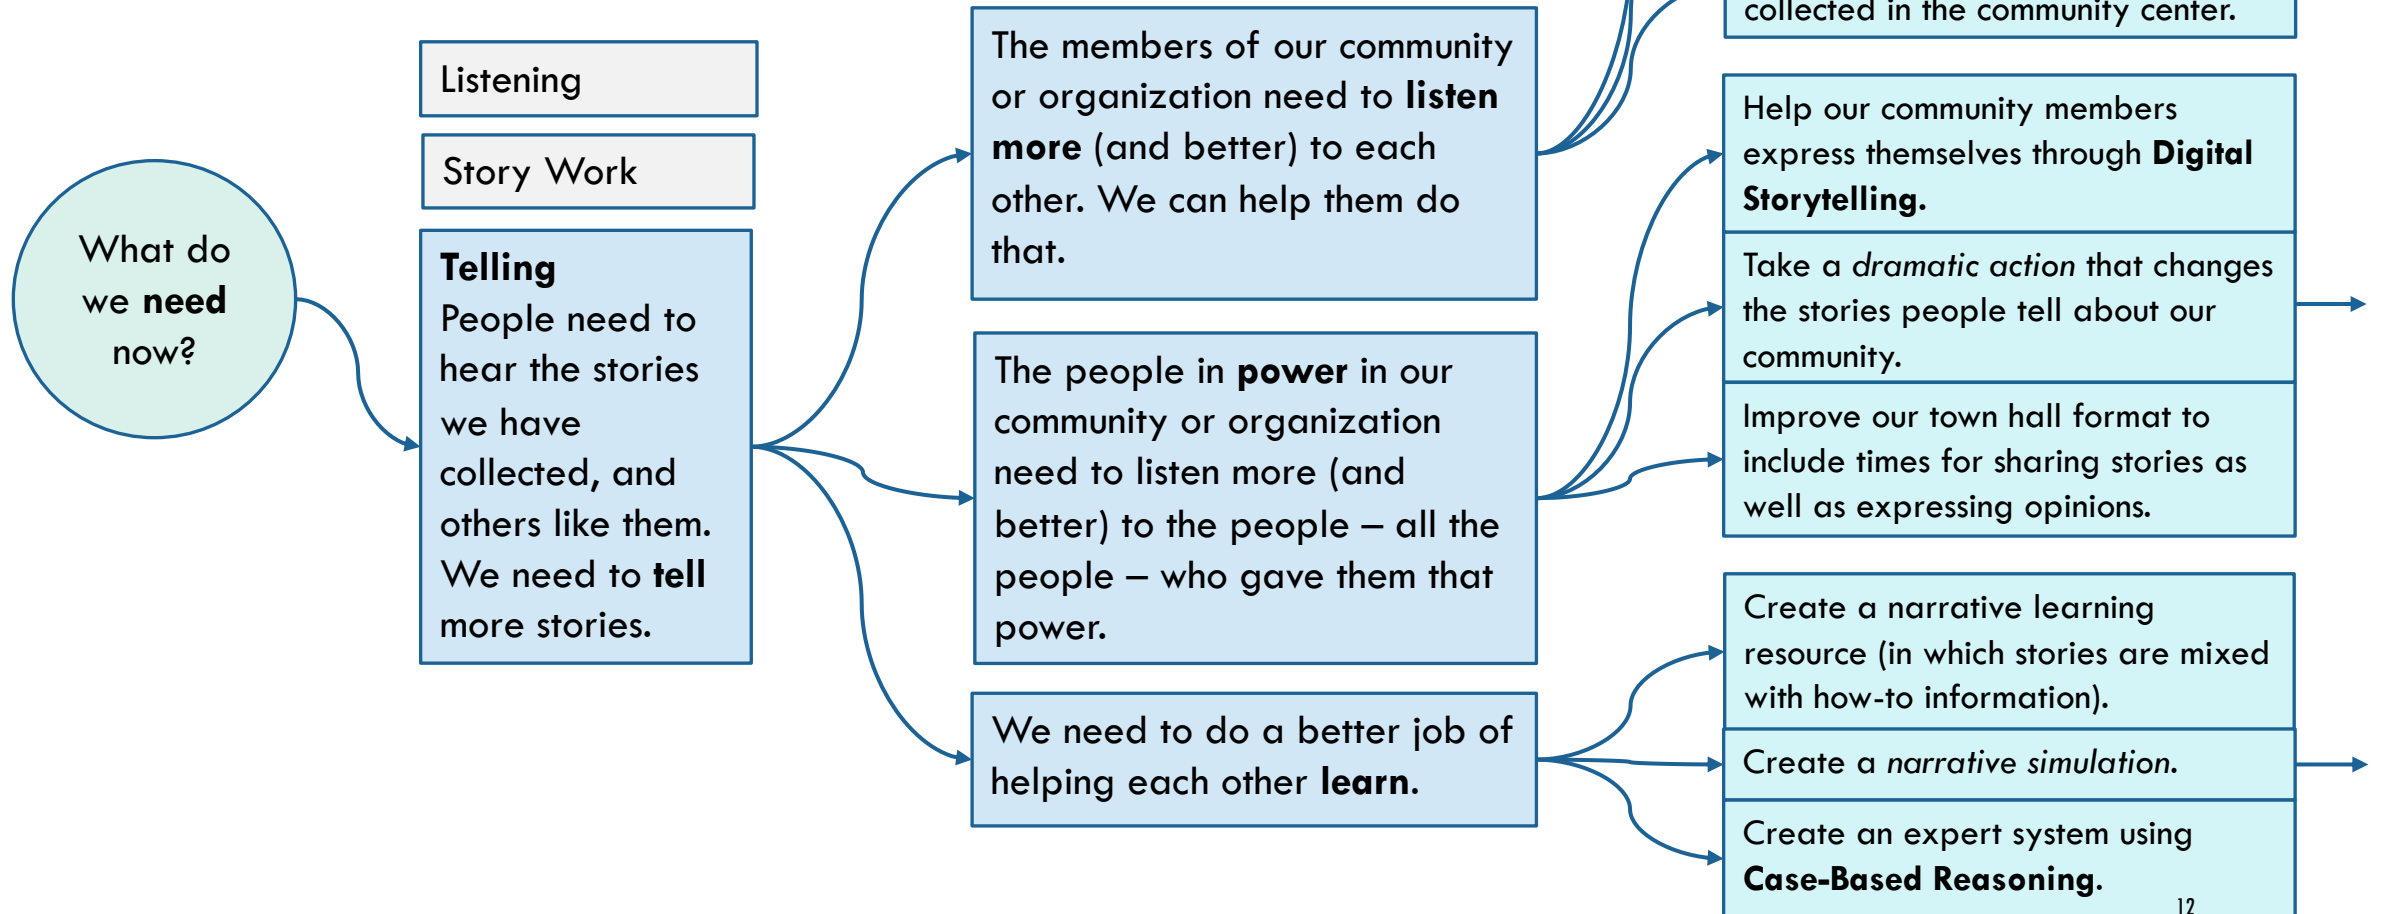 What do
we need
now?
Listening
Story Work
Telling
People need to
hear the stories
we have
collected, and
others like them.
We need to tell
more stories.
The members of our community
or organization need to listen
more (and better) to each
other. We can help them do
that.
The people in power in our
community or organization
need to listen more (and
better) to the people – all the
people – who gave them that
power.
We need to do a better job of
helping each other learn.
collected in the community center.
Help our community members
express themselves through Digital
Storytelling.
Take a dramatic action that changes
the stories people tell about our
community.
Improve our town hall format to
include times for sharing stories as
well as expressing opinions.
Create a narrative learning
resource (in which stories are mixed
with how-to information).
Create a narrative simulation.
Create an expert system using
Case-Based Reasoning.
12